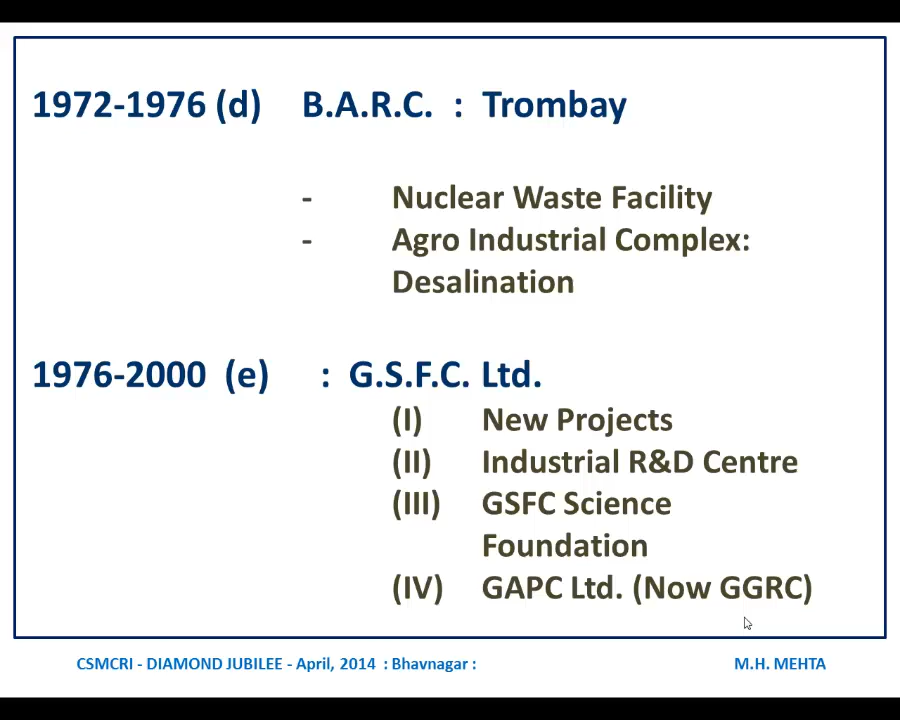 1972-1976 (d) B.A.R.C. : Trombay
- Nuclear Waste Facility
- Agro Industrial Complex:
Desalination
1976-2000 (e) : G.S.F.C. Ltd.
(I) New Projects
(II) Industrial R&D Centre
(III) GSFC Science
Foundation
(IV) GAPC Ltd. (Now GGRC)
CSMCRI - DIAMOND JUBILEE - April, 2014 : Bhavnagar : M.H. MEHTA